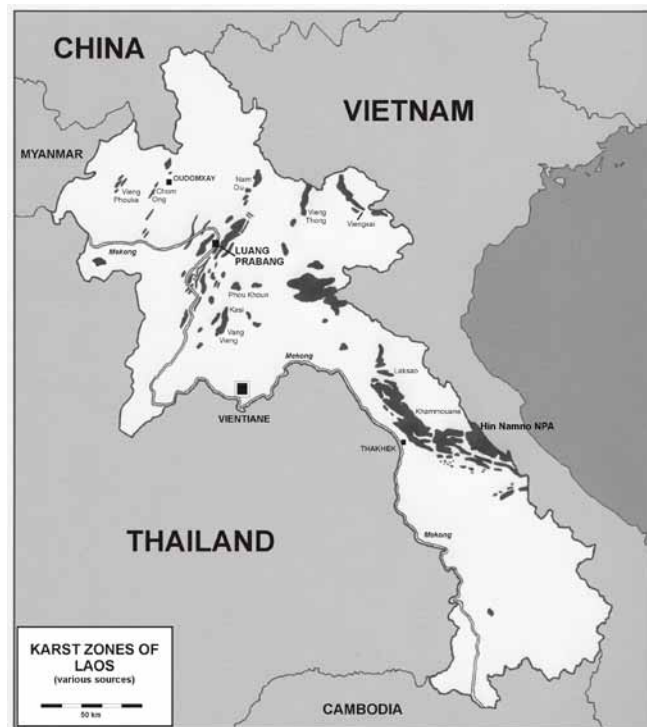 CHINA
VIETNAM
MYANMAR
OUDOMXAY
Vieng
Phouka
Chom
Ong
Nam
Ou
Vieng
Thong
Viengxai
Mekong
LUANG
PRABANG
Phou Khoun
Kasi
Vang
Vieng
Mekong
Laksao
VIENTIANE
Khammouane
Hin Namno NPA
THAKHEK
THAILAND
Mekong
KARST ZONES OF
LAOS
(various sources)
50 km
CAMBODIA